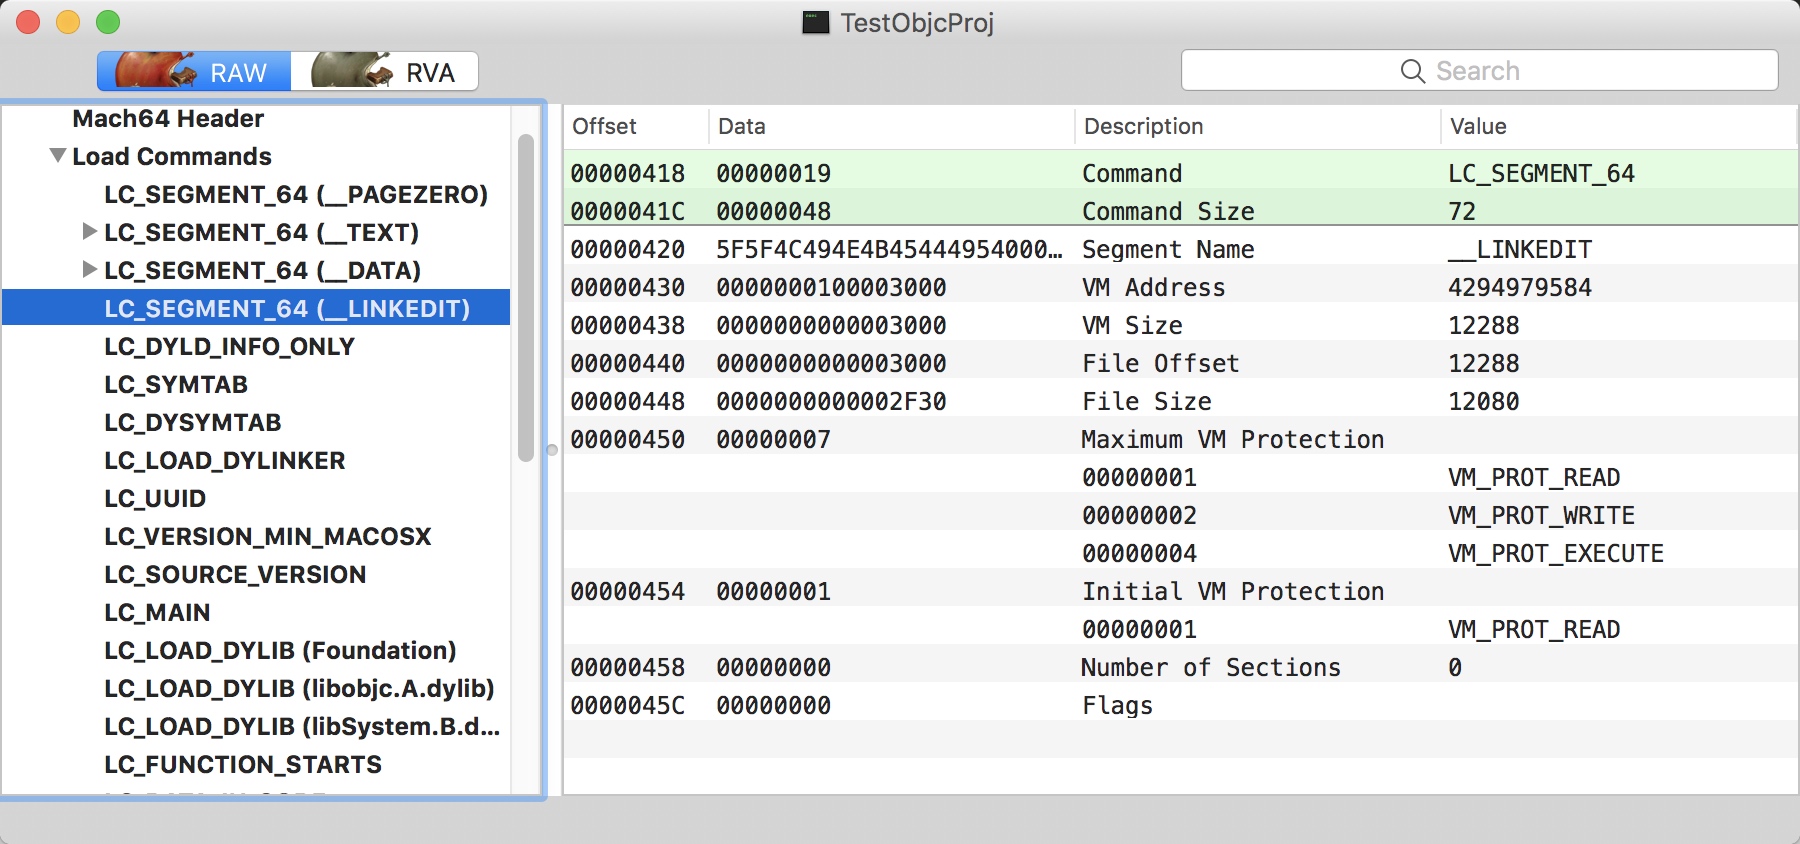 TestObjcProj
RAW RVA Search
Mach64 Header
Load Commands
LC_SEGMENT_64 (__PAGEZERO)
LC_SEGMENT_64 (__TEXT)
LC_SEGMENT_64 (__DATA)
LC_SEGMENT_64 (__LINKEDIT)
LC_DYLD_INFO_ONLY
LC_SYMTAB
LC_DYSYMTAB
LC_LOAD_DYLINKER
LC_UUID
LC_VERSION_MIN_MACOSX
LC_SOURCE_VERSION
LC_MAIN
LC_LOAD_DYLIB (Foundation)
LC_LOAD_DYLIB (libobjc.A.dylib)
LC_LOAD_DYLIB (libSystem.B.d...
LC_FUNCTION_STARTS
Offset Data Description Value
00000418 00000019 Command LC_SEGMENT_64
0000041C 00000048 Command Size 72
00000420 5F5F4C494E4B45444954000... Segment Name __LINKEDIT
00000430 0000000100003000 VM Address 4294979584
00000438 0000000000003000 VM Size 12288
00000440 0000000000003000 File Offset 12288
00000448 0000000000002F30 File Size 12080
00000450 00000007 Maximum VM Protection
00000001 VM_PROT_READ
00000002 VM_PROT_WRITE
00000004 VM_PROT_EXECUTE
00000454 00000001 Initial VM Protection
00000001 VM_PROT_READ
00000458 00000000 Number of Sections 0
0000045C 00000000 Flags